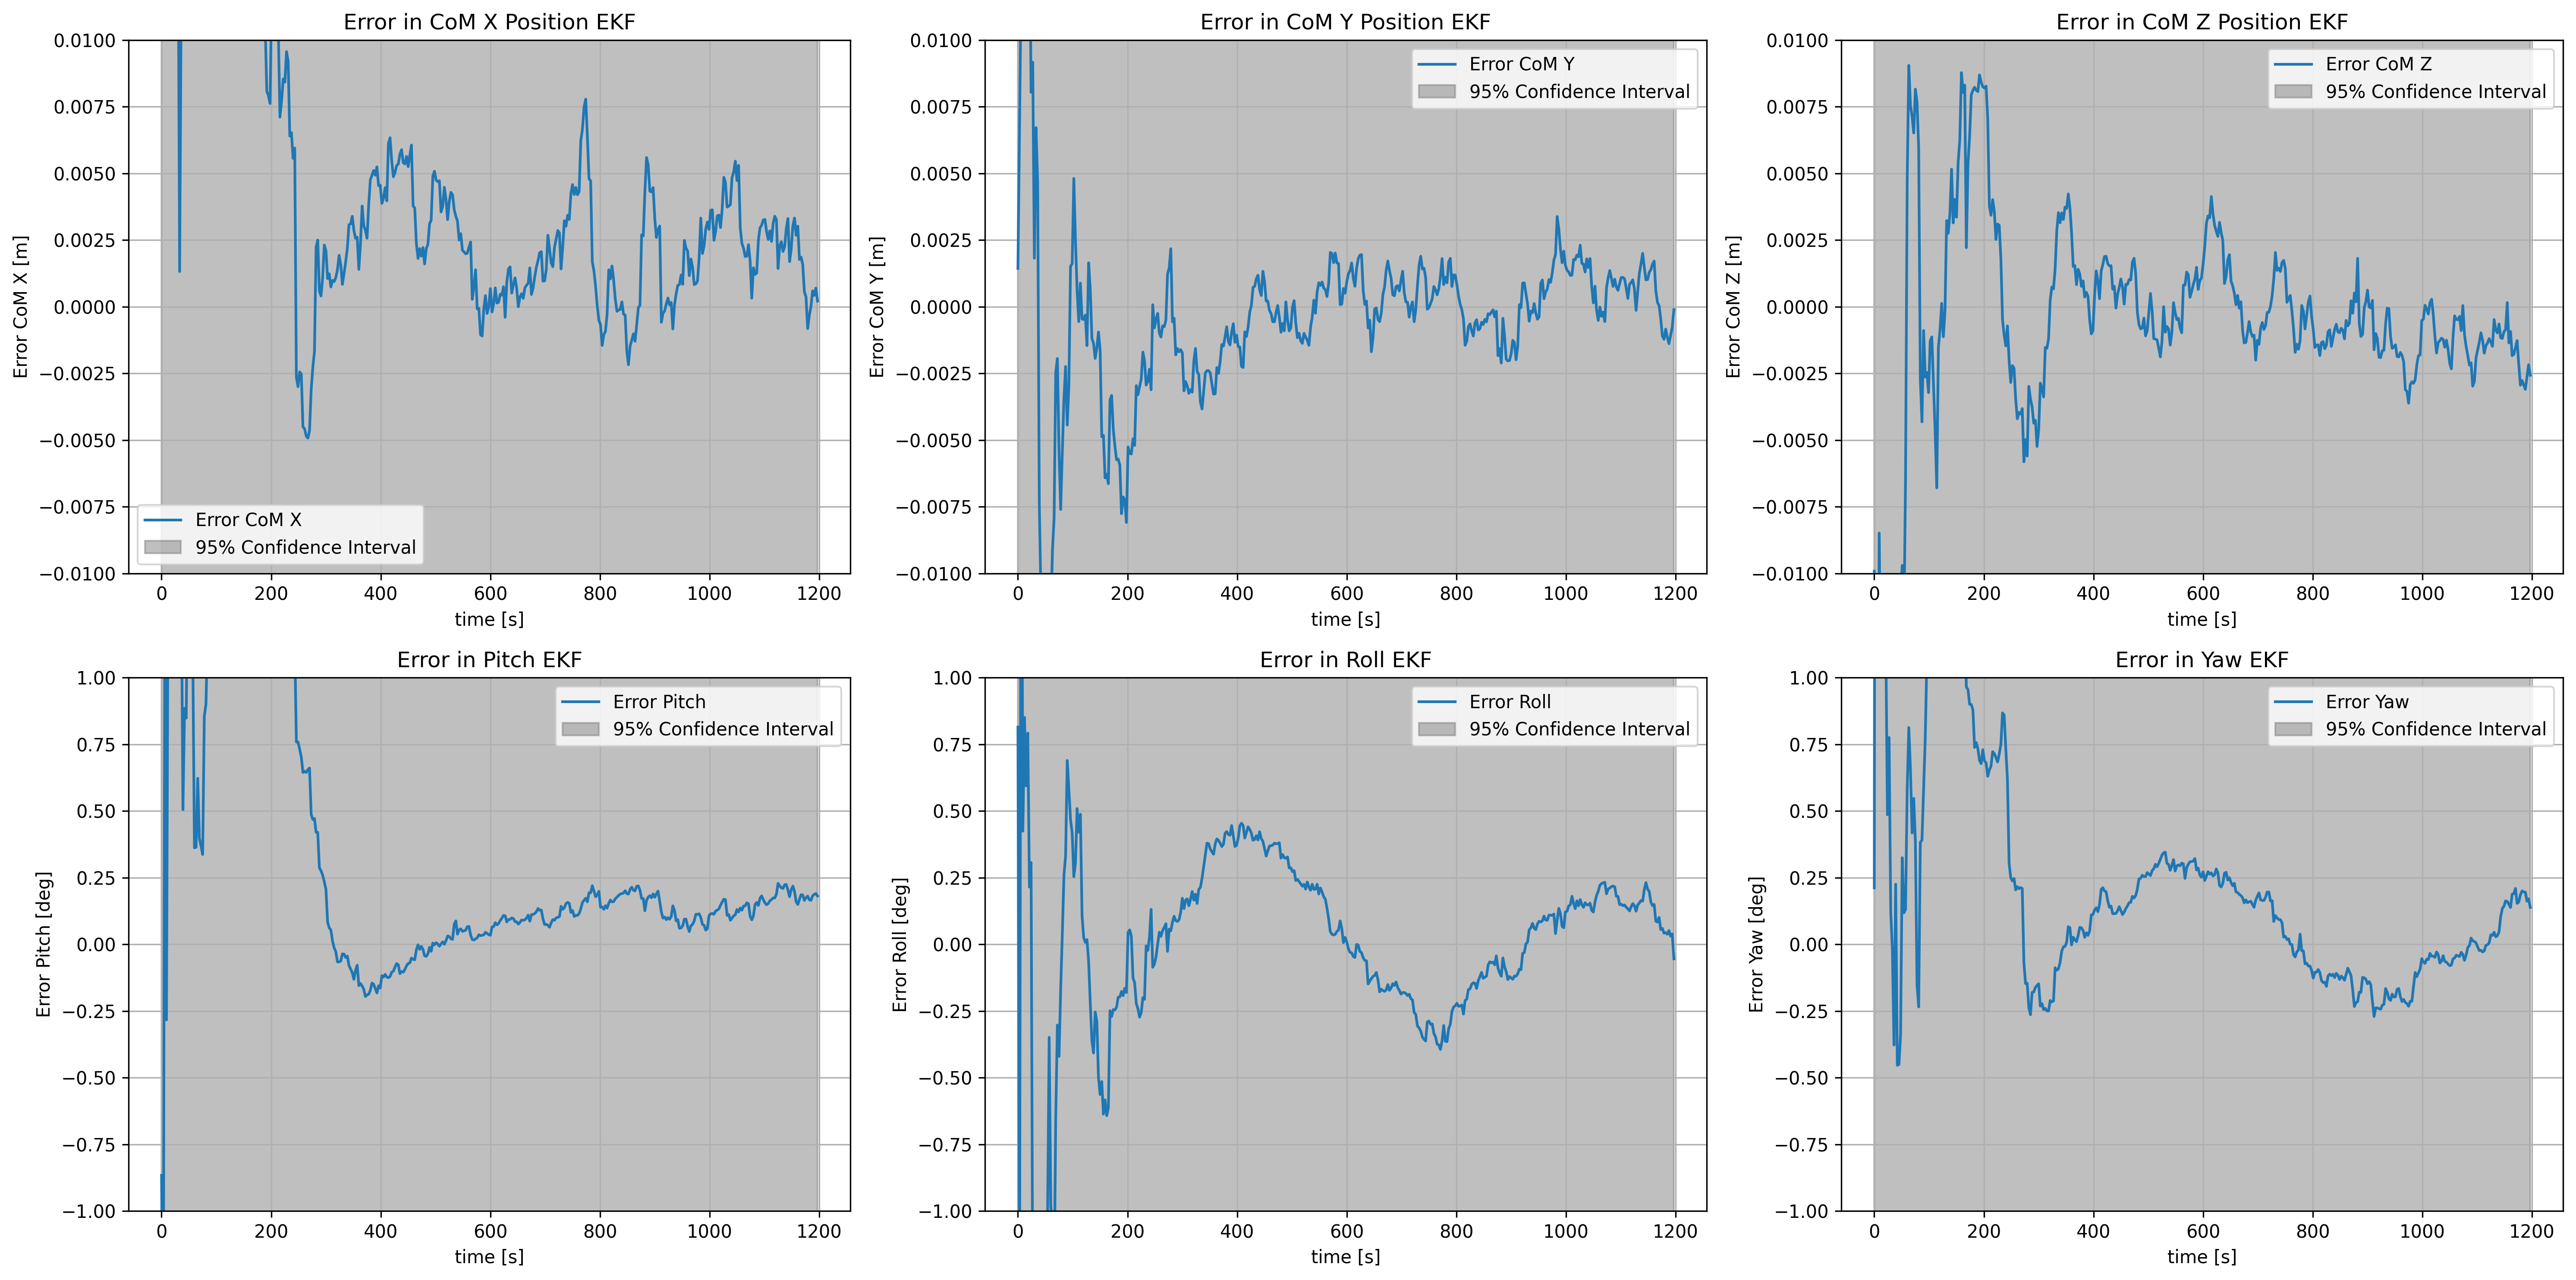 Error in CoM X Position EKF
Error CoM X [m]
0.0100
0.0075
0.0050
0.0025
0.0000
−0.0025
−0.0050
−0.0075
−0.0100
Error CoM X
95% Confidence Interval
0 200 400 600 800 1000 1200
time [s]
Error in CoM Y Position EKF
Error CoM Y [m]
0.0100
0.0075
0.0050
0.0025
0.0000
−0.0025
−0.0050
−0.0075
−0.0100
Error CoM Y
95% Confidence Interval
0 200 400 600 800 1000 1200
time [s]
Error in CoM Z Position EKF
Error CoM Z [m]
0.0100
0.0075
0.0050
0.0025
0.0000
−0.0025
−0.0050
−0.0075
−0.0100
Error CoM Z
95% Confidence Interval
0 200 400 600 800 1000 1200
time [s]
Error in Pitch EKF
Error Pitch [deg]
1.00
0.75
0.50
0.25
0.00
−0.25
−0.50
−0.75
−1.00
Error Pitch
95% Confidence Interval
0 200 400 600 800 1000 1200
time [s]
Error in Roll EKF
Error Roll [deg]
1.00
0.75
0.50
0.25
0.00
−0.25
−0.50
−0.75
−1.00
Error Roll
95% Confidence Interval
0 200 400 600 800 1000 1200
time [s]
Error in Yaw EKF
Error Yaw [deg]
1.00
0.75
0.50
0.25
0.00
−0.25
−0.50
−0.75
−1.00
Error Yaw
95% Confidence Interval
0 200 400 600 800 1000 1200
time [s]